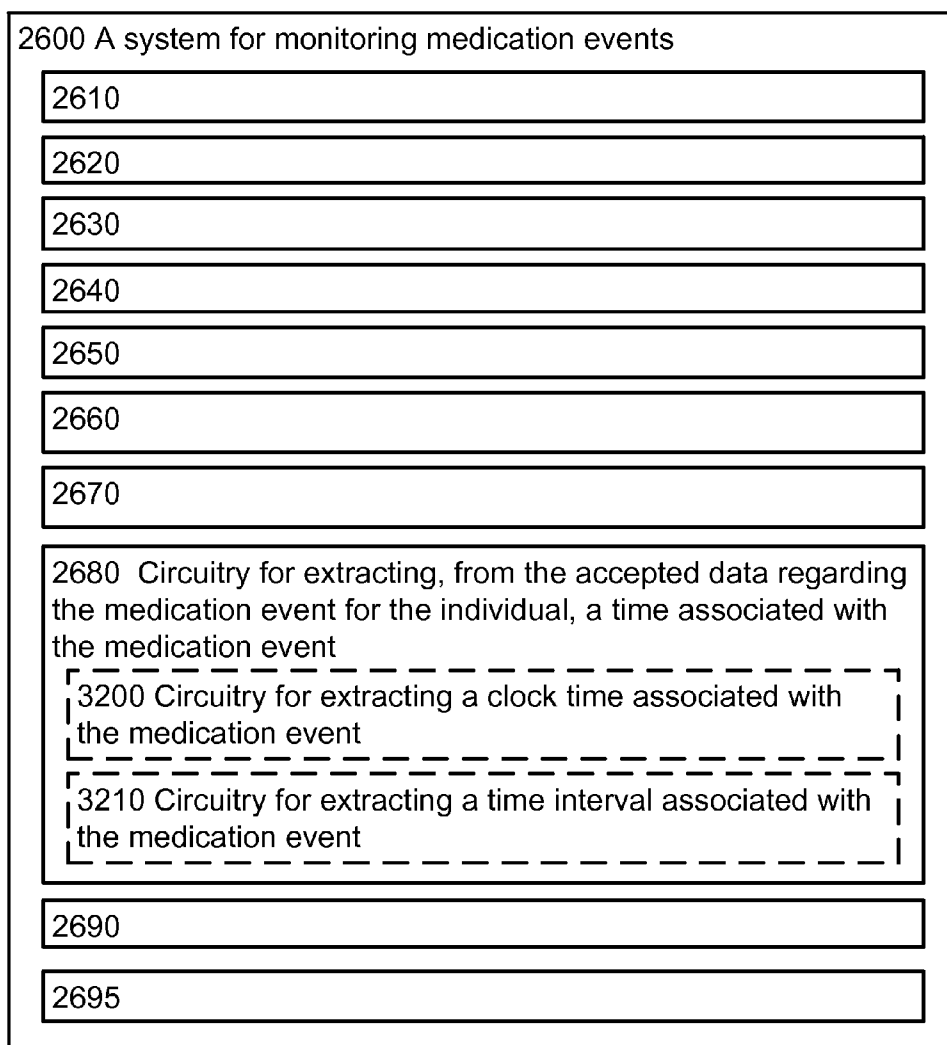 2600 A system for monitoring medication events
2610
2620
2630
2640
2650
2660
2670
2680 Circuitry for extracting, from the accepted data regarding
the medication event for the individual, a time associated with
the medication event
3200 Circuitry for extracting a clock time associated with
the medication event
3210 Circuitry for extracting a time interval associated with
the medication event
2690
2695